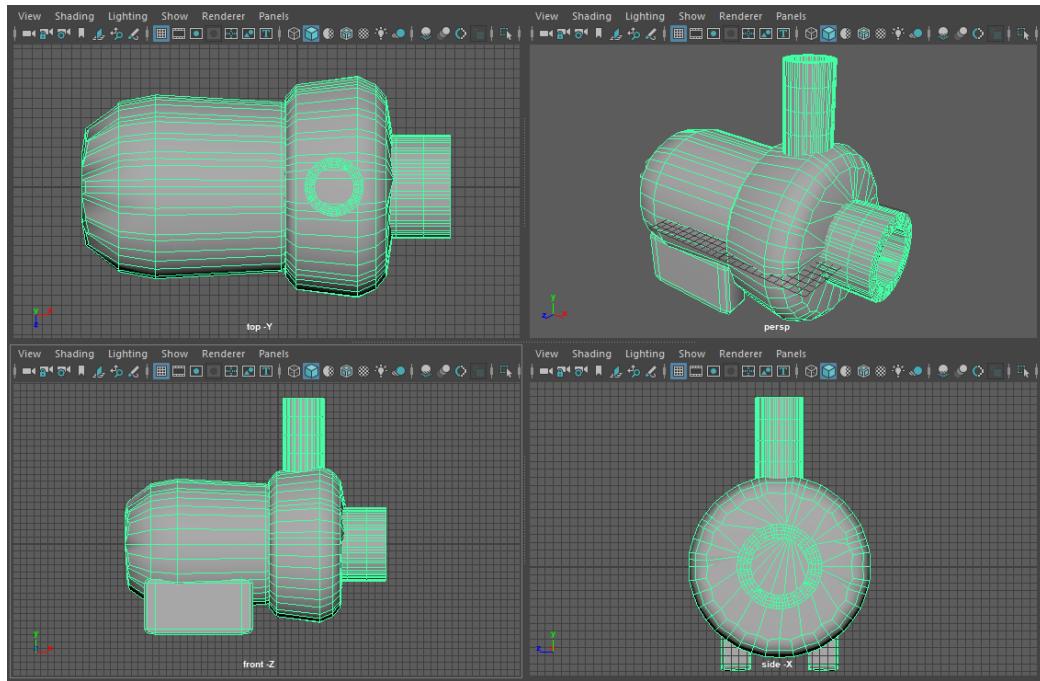 View Shading Lighting Show Renderer Panels
top -Y
View Shading Lighting Show Renderer Panels
persp
View Shading Lighting Show Renderer Panels
front -Z
View Shading Lighting Show Renderer Panels
side -X